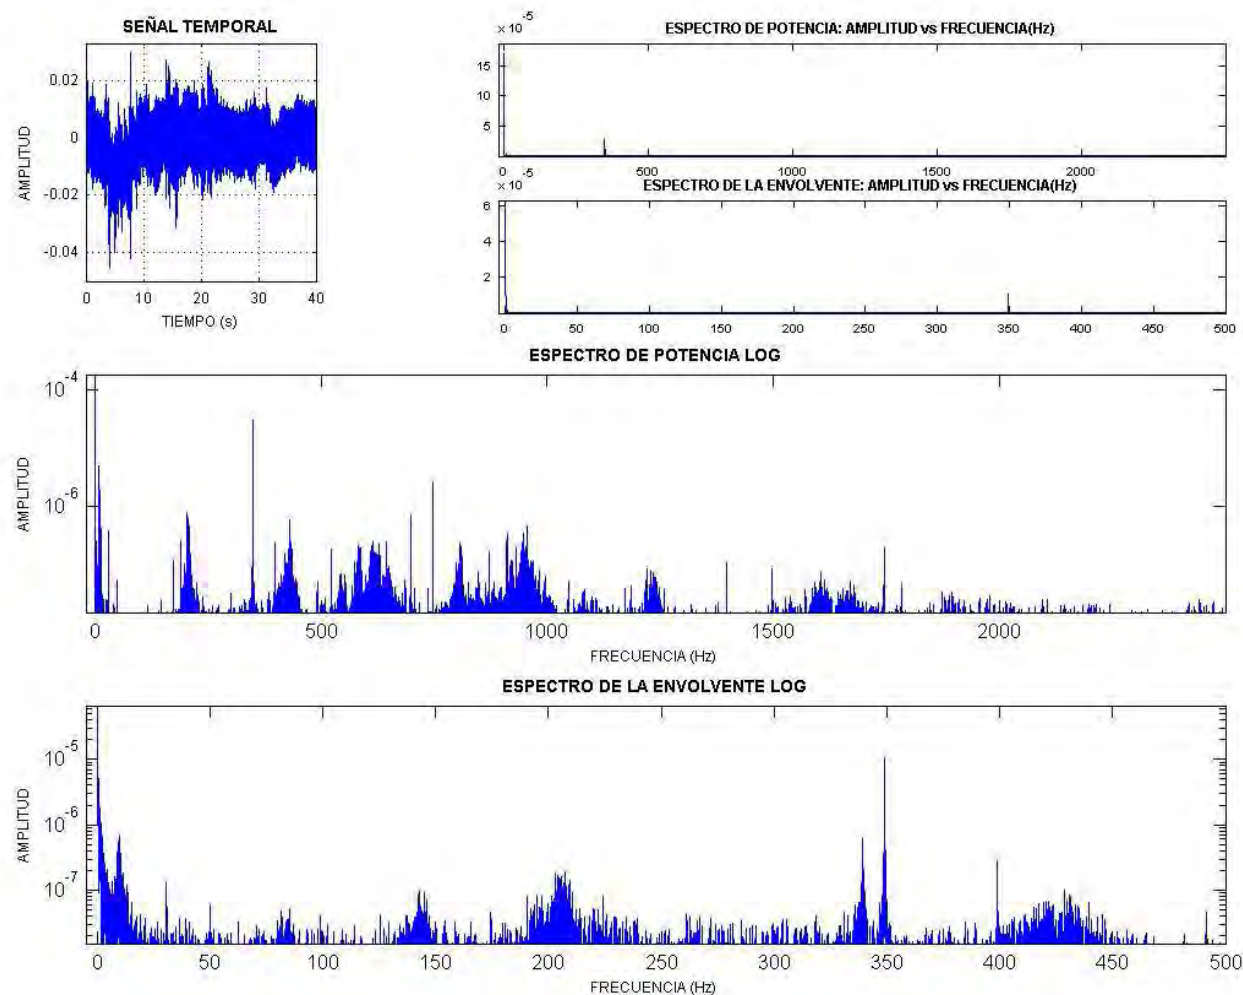 SEÑAL TEMPORAL
AMPLITUD
0.02
0
-0.02
-0.04
0 10 20 30 40
TIEMPO (s)
ESPECTRO DE POTENCIA: AMPLITUD vs FRECUENCIA(Hz)
× 10^-5
15
10
5
0 500 1000 1500 2000
ESPECTRO DE LA ENVOLVENTE: AMPLITUD vs FRECUENCIA(Hz)
× 10^-5
6
4
2
0 50 100 150 200 250 300 350 400 450 500
ESPECTRO DE POTENCIA LOG
AMPLITUD
10^-4
10^-6
0 500 1000 1500 2000
FRECUENCIA (Hz)
ESPECTRO DE LA ENVOLVENTE LOG
AMPLITUD
10^-5
10^-6
10^-7
0 50 100 150 200 250 300 350 400 450 500
FRECUENCIA (Hz)